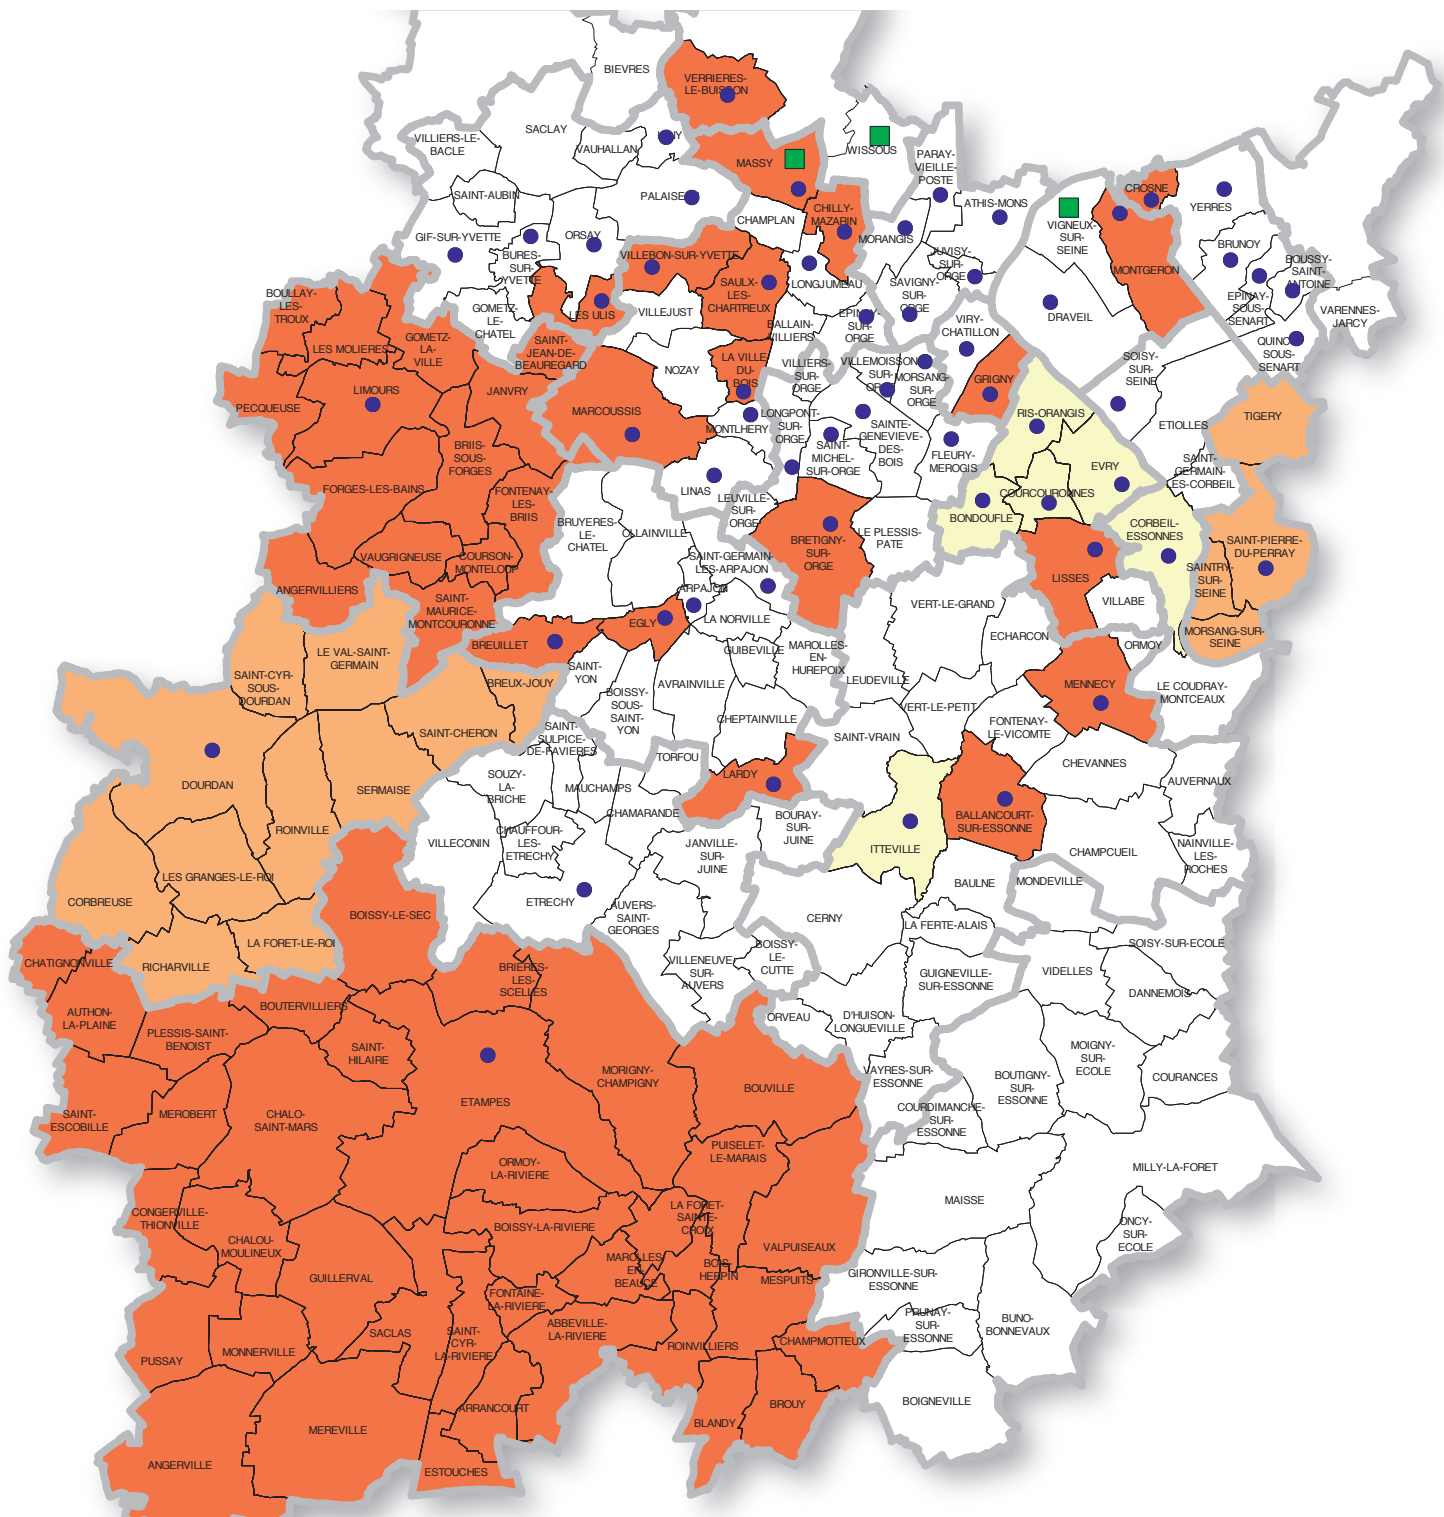 BIEVRES
VERRIERES-
LE-BUISSON
SACLAY
VILLIERS-LE-
BACLE
VAUHALLAN
IGNY
MASSY
WISSOUS
PARAY-
VIEILLE-
POSTE
SAINT-AUBIN
PALAISEAU
CHAMPLAN
CHILLY-
MAZARIN
MORANGIS
ATHIS-MONS
VIGNEUX-
SUR-
SEINE
CROSNE
YERRES
MONTGERON
BRUNOY
BOUSSY-
SAINT-
ANTOINE
EPINAY-
SOUS-
SENART
QUINCY-
SOUS-
SENART
VARENNES-
JARCY
GIF-SUR-YVETTE
BURES-
SUR-
YVETTE
ORSAY
VILLEBON-SUR-YVETTE
SAULX-
LES-
CHARTREUX
LONGJUMEAU
JUVISY-
SUR-
ORGE
SAVIGNY-
SUR-
ORGE
DRAVEIL
BOULLAY-
LES-
TROUX
LES MOLIERES
GOMETZ-
LA-
VILLE
GOMETZ-
LE-
CHATEL
LES ULIS
VILLEJUST
BALLAIN-
VILLIERS
EPINAY-
SUR-
ORGE
VIRY-
CHATILLON
SAINT-
JEAN-DE-
BEAUREGARD
NOZAY
LA VILLE
DU-
BOIS
VILLIERS-
SUR-
ORGE
VILLEMOISSON-
SUR-
ORGE
MORSANG-
SUR-
ORGE
GRIGNY
SOISY-
SUR-
SEINE
PECQUEUSE
LIMOURS
JANVRY
MARCOUSSIS
MONTLHERY
LONGPONT-
SUR-
ORGE
SAINT-
MICHEL-
SUR-ORGE
SAINTE-
GENEVIEVE-
DES-
BOIS
FLEURY-
MEROGIS
RIS-ORANGIS
EVRY
COURCOURONNES
BONDOUFLE
ETIOLLES
TIGERY
SAINT-
GERMAIN-
LES-CORBEIL
BRIIS-
SOUS-
FORGES
FORGES-LES-BAINS
FONTENAY-
LES-
BRIIS
LINAS
LEUVILLE-
SUR-
ORGE
BRETIGNY-
SUR-
ORGE
LE PLESSIS-
PATE
CORBEIL-
ESSONNES
SAINT-PIERRE-
DU-PERRAY
SAINTRY-
SUR-
SEINE
MORSANG-SUR-
SEINE
LISSES
VILLABE
BRUYERES-
LE-
CHATEL
OLLAINVILLE
SAINT-GERMAIN-
LES-ARPAJON
ARPAJON
VAUGRIGNEUSE
COURSON-
MONTELOUP
ANGERVILLIERS
SAINT-
MAURICE-
MONTCOURONNE
BREUILLET
EGLY
LA NORVILLE
GUIBEVILLE
MAROLLES-
EN-
HUREPOIX
VERT-LE-GRAND
ECHARCON
ORMOY
LE COUDRAY-
MONTCEAUX
MENNECY
LE VAL-SAINT-
GERMAIN
SAINT-CYR-
SOUS-
DOURDAN
BREUX-JOUY
SAINT-
YON
BOISSY-
SOUS-
SAINT-
YON
AVRAINVILLE
CHEPTAINVILLE
LEUDEVILLE
VERT-LE-PETIT
FONTENAY-
LE-VICOMTE
SAINT-VRAIN
CHEVANNES
AUVERNAUX
SAINT-CHERON
SAINT-
SULPICE-
DE-FAVIERES
TORFOU
LARDY
DOURDAN
SERMAISE
ROINVILLE
SOUZY-
LA-
BRICHE
MAUCHAMPS
CHAMARANDE
VILLECONIN
CHAUFFOUR-
LES-
ETRECHY
JANVILLE-
SUR-
JUINE
BOURAY-
SUR-
JUINE
ITTEVILLE
BALLANCOURT-
SUR-ESSONNE
CHAMPCUEIL
NAINVILLE-
LES-
ROCHES
BAULNE
MONDEVILLE
LES GRANGES-LE-ROI
CORBREUSE
BOISSY-LE-SEC
ETRECHY
AUVERS-
SAINT-
GEORGES
CERNY
LA FERTE-ALAIS
LA FORET-LE-ROI
RICHARVILLE
CHATIGNONVILLE
BRIERES-
LES-
SCELLES
VILLENEUVE
SUR-
AUVERS
BOISSY-
LE-
CUTTE
GUIGNEVILLE-
SUR-ESSONNE
VIDELLES
SOISY-SUR-ECOLE
DANNEMOIS
AUTHON-
LA-PLAINE
PLESSIS-SAINT-
BENOIST
BOUTERVILLIERS
SAINT-
HILAIRE
ORVEAU
D'HUISON-
LONGUEVILLE
MOIGNY-
SUR-
ECOLE
COURANCES
MORIGNY-
CHAMPIGNY
BOUVILLE
VAYRES-SUR-
ESSONNE
BOUTIGNY-
SUR-
ESSONNE
COURDIMANCHE-
SUR-
ESSONNE
SAINT-
ESCOBILLE
MEROBERT
CHALO-
SAINT-MARS
ETAMPES
ORMOY-
LA-RIVIERE
PUISELET-
LE-MARAIS
MILLY-LA-FORET
MAISSE
ONCY-
SUR-
ECOLE
CONGERVILLE-
THIONVILLE
CHALOU-
MOULINEUX
GUILLERVAL
BOISSY-LA-RIVIERE
LA FORET-
SAINTE-
CROIX
MAROLLES
EN-
BEAUCE
BOIS-
HERPIN
VALPUISEAUX
MESPUITS
GIRONVILLE-SUR-
ESSONNE
FONTAINE-
LA-RIVIERE
ABBEVILLE-
LA-RIVIERE
ROINVILLIERS
CHAMPMOTTEUX
PRUNAY-
SUR-
ESSONNE
BUNO-
BONNEVAUX
PUSSAY
MONNERVILLE
SACLAS
SAINT-
CYR-
LA-RIVIERE
ARRANCOURT
BLANDY
BROUY
BOIGNEVILLE
ANGERVILLE
MEREVILLE
ESTOUCHES